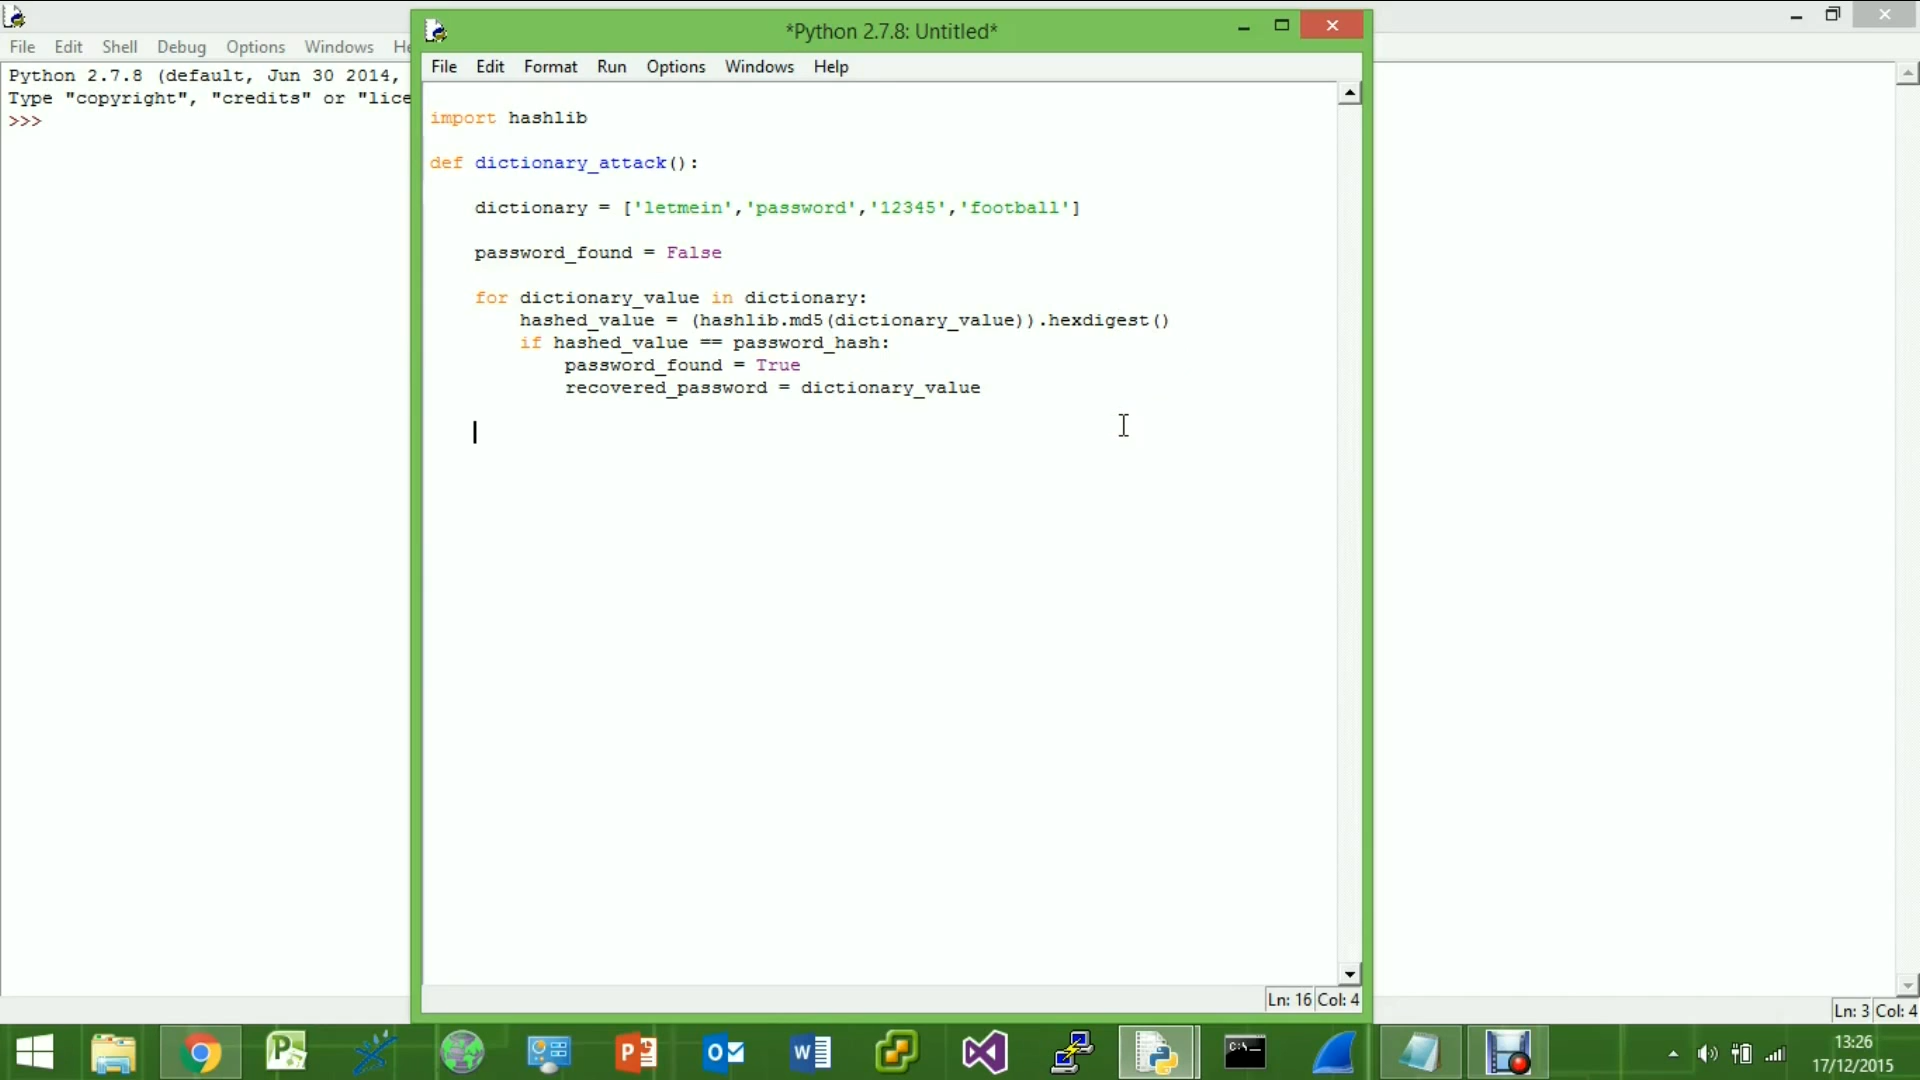 *Python 2.7.8: Untitled*
File Edit Shell Debug Options Windows He
Python 2.7.8 (default, Jun 30 2014,
Type "copyright", "credits" or "lice
>>>
File Edit Format Run Options Windows Help
import hashlib
def dictionary_attack():
dictionary = ['letmein','password','12345','football']
password_found = False
for dictionary_value in dictionary:
hashed_value = (hashlib.md5(dictionary_value)).hexdigest()
if hashed_value == password_hash:
password_found = True
recovered_password = dictionary_value
Ln: 16 Col: 4
Ln: 3 Col: 4
13:26
17/12/2015